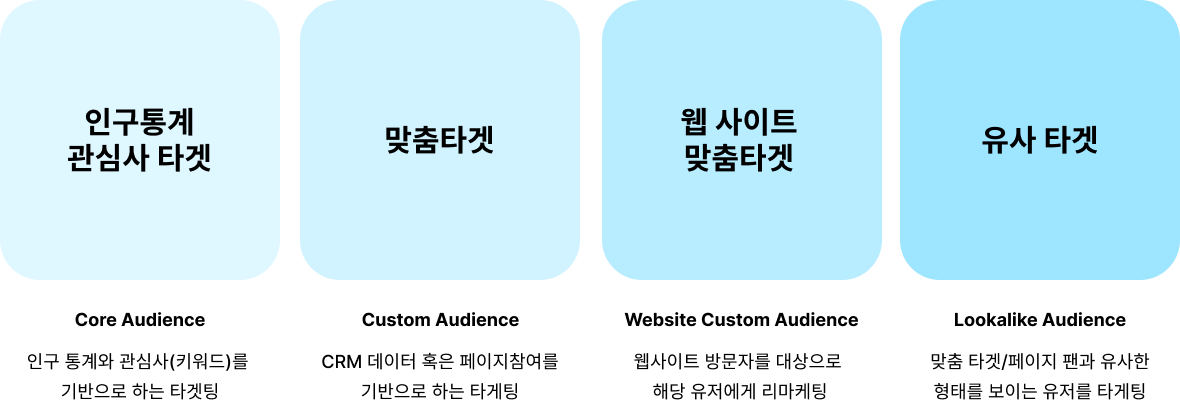 인구통계
관심사 타겟
맞춤타겟
웹 사이트
맞춤타겟
유사 타겟
Core Audience
인구 통계와 관심사(키워드)를
기반으로 하는 타겟팅
Custom Audience
CRM 데이터 혹은 페이지참여를
기반으로 하는 타게팅
Website Custom Audience
웹사이트 방문자를 대상으로
해당 유저에게 리마케팅
Lookalike Audience
맞춤 타겟/페이지 팬과 유사한
형태를 보이는 유저를 타게팅